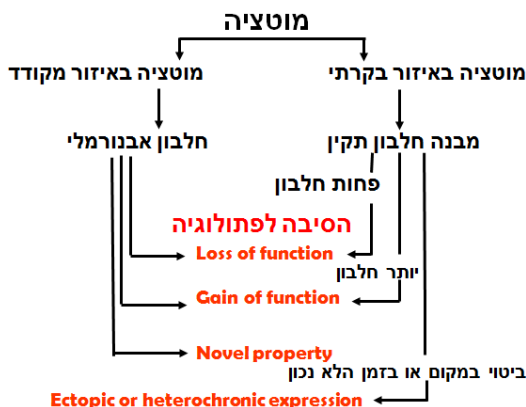 מוטציה
מוטציה באיזור בקרתי
מוטציה באיזור מקודד
מבנה חלבון תקין
חלבון אבנורמלי
פחות חלבון
הסיבה לפתולוגיה
Loss of function
יותר חלבון
Gain of function
Novel property
ביטוי במקום או בזמן הלא נכון
Ectopic or heterochronic expression